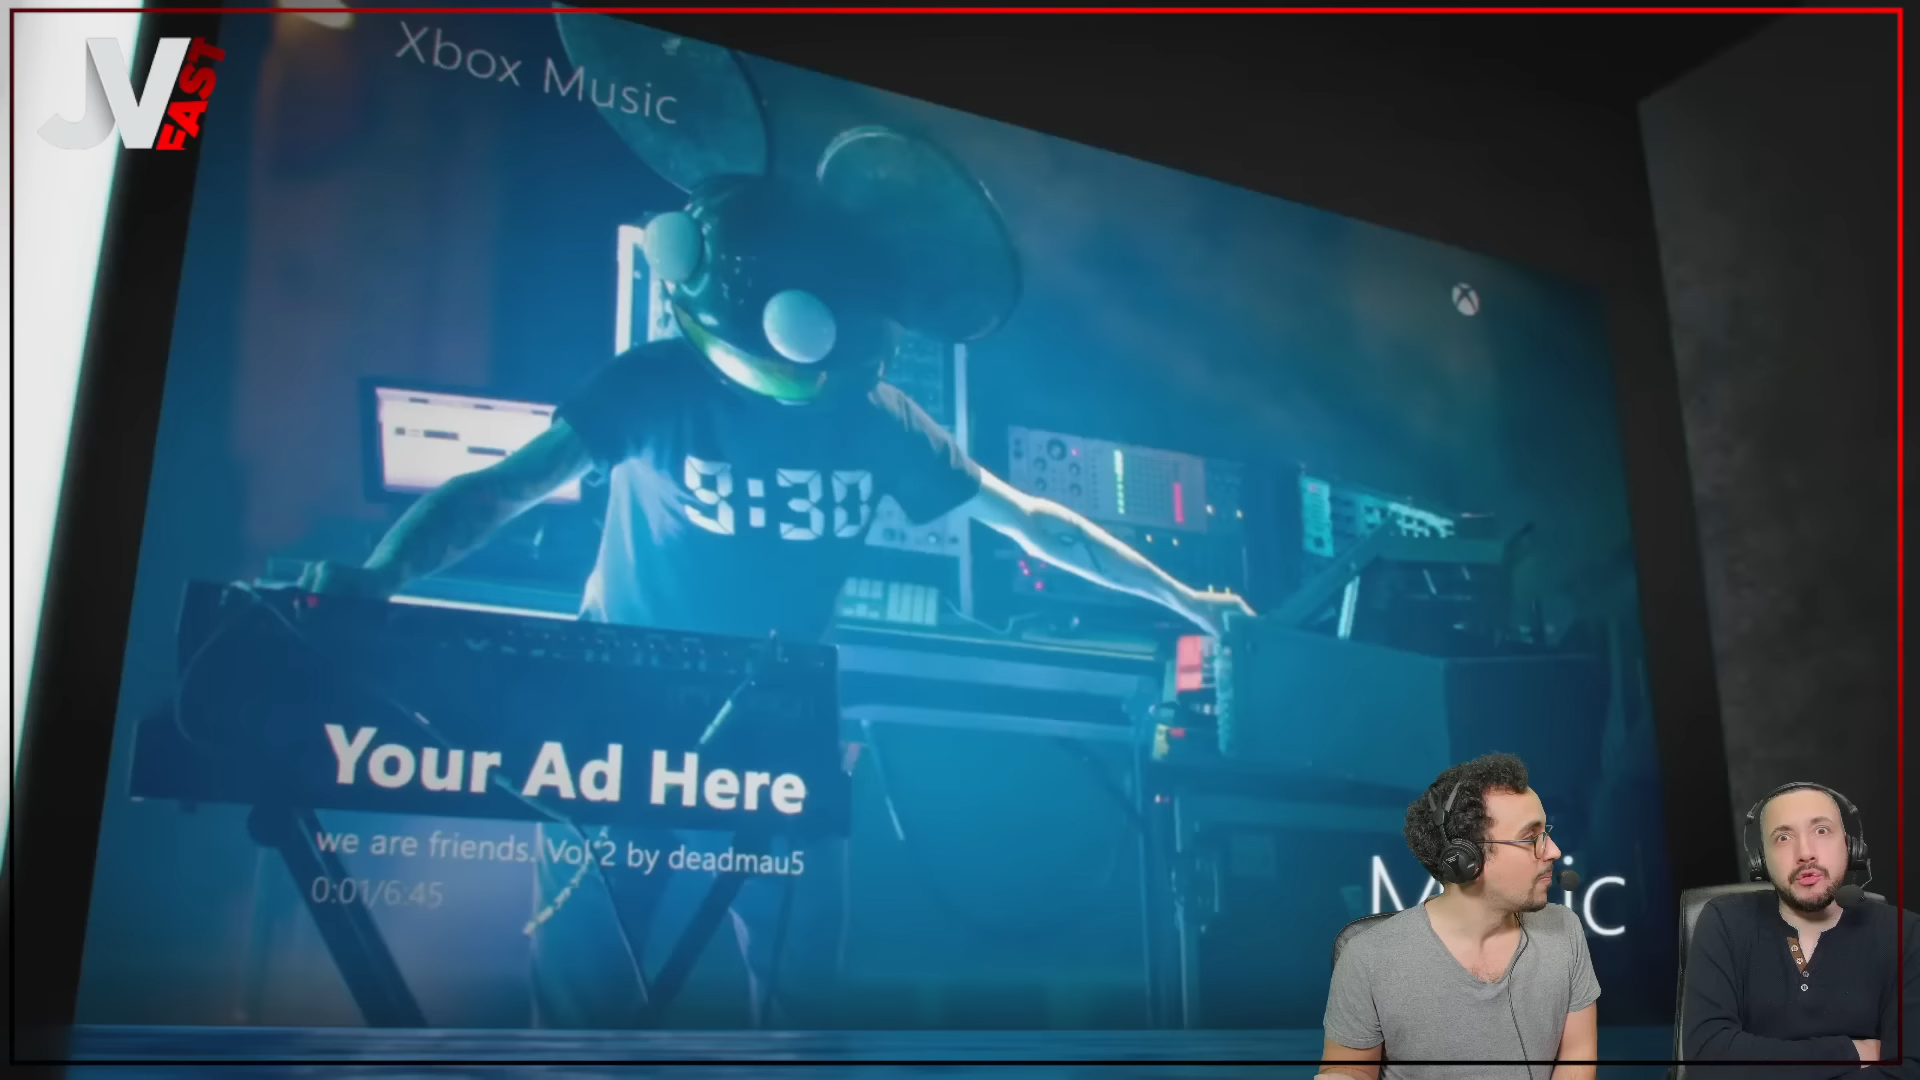 JV
FAST
Xbox Music
9:30
Your Ad Here
we are friends. Vol 2 by deadmau5
0:01/6:45